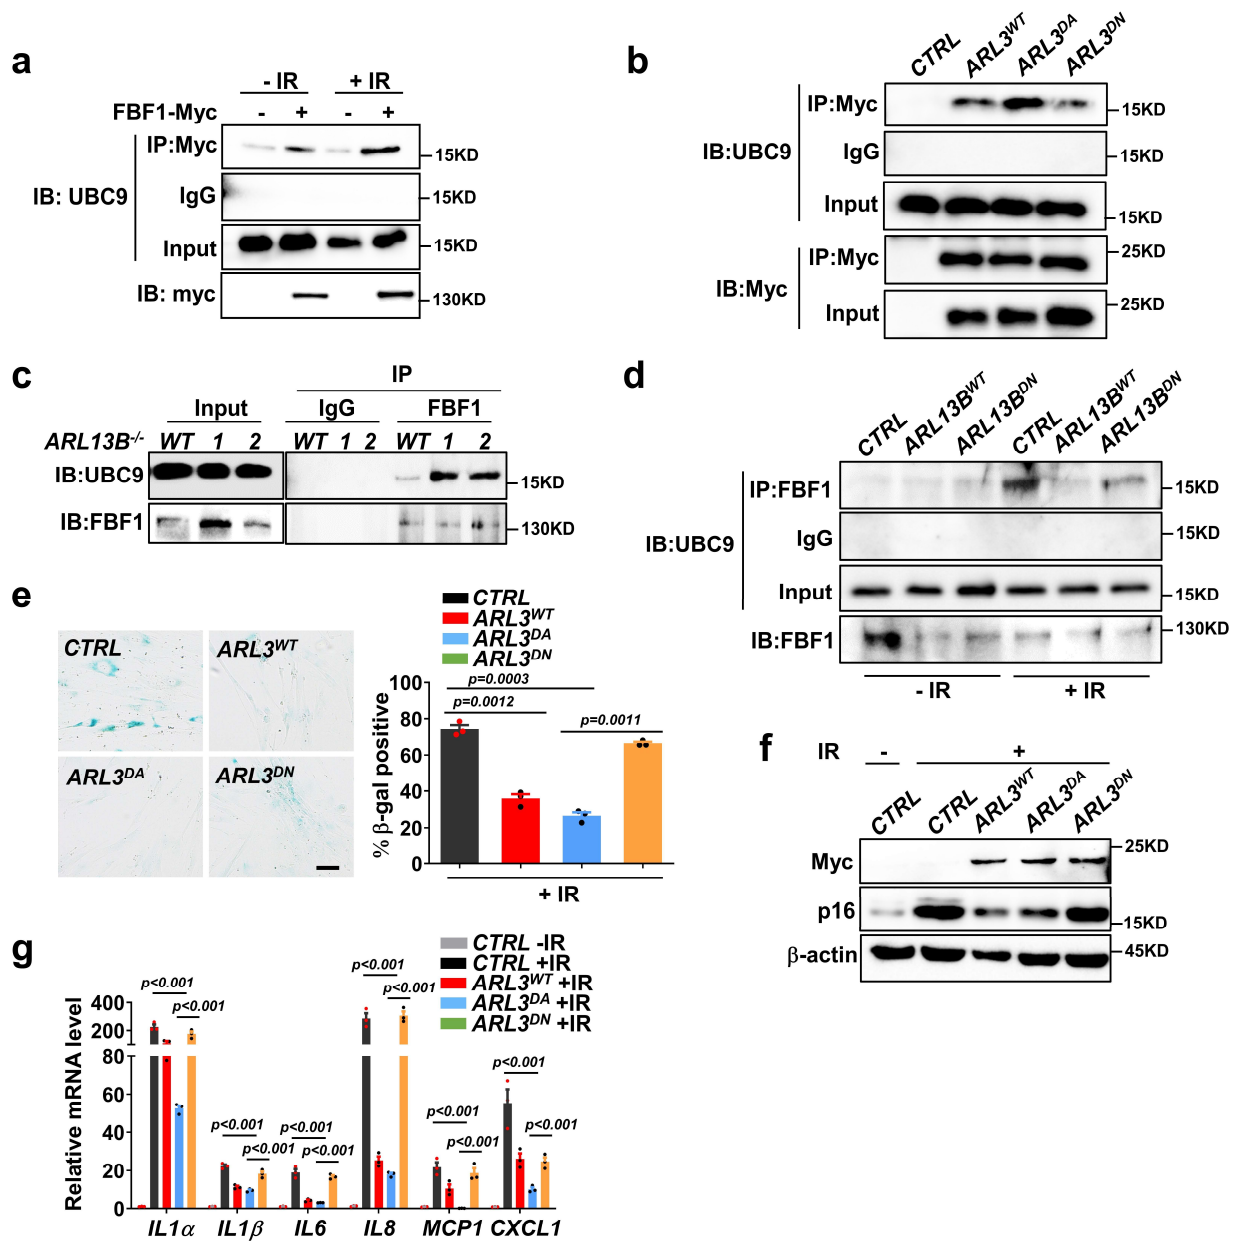 a
- IR + IR
FBF1-Myc - + - +
IP:Myc
15KD
IB: UBC9
IgG
15KD
Input
15KD
IB: myc
130KD
b
CTRL ARL3WT ARL3DA ARL3DN
IP:Myc
15KD
IB:UBC9
IgG
15KD
Input
15KD
IP:Myc
25KD
IB:Myc
Input
25KD
c
IP
Input IgG FBF1
ARL13B-/- WT 1 2 WT 1 2 WT 1 2
IB:UBC9
15KD
IB:FBF1
130KD
d
CTRL ARL13BWT ARL13BDN CTRL ARL13BWT ARL13BDN
IP:FBF1
15KD
IB:UBC9
IgG
15KD
Input
15KD
IB:FBF1
130KD
- IR + IR
e
CTRL
ARL3WT
ARL3DA
ARL3DN
CTRL
ARL3WT
ARL3DA
ARL3DN
% β-gal positive
100
80
60
40
20
0
p=0.0003
p=0.0012
p=0.0011
+ IR
f
IR - +
CTRL CTRL ARL3WT ARL3DA ARL3DN
Myc
25KD
p16
15KD
β-actin
45KD
g
CTRL -IR
CTRL +IR
ARL3WT +IR
ARL3DA +IR
ARL3DN +IR
Relative mRNA level
400
200
80
60
40
20
0
p<0.001
p<0.001
p<0.001
p<0.001
p<0.001
p<0.001
p<0.001
p<0.001
p<0.001
p<0.001
p<0.001
p<0.001
IL1α IL1β IL6 IL8 MCP1 CXCL1